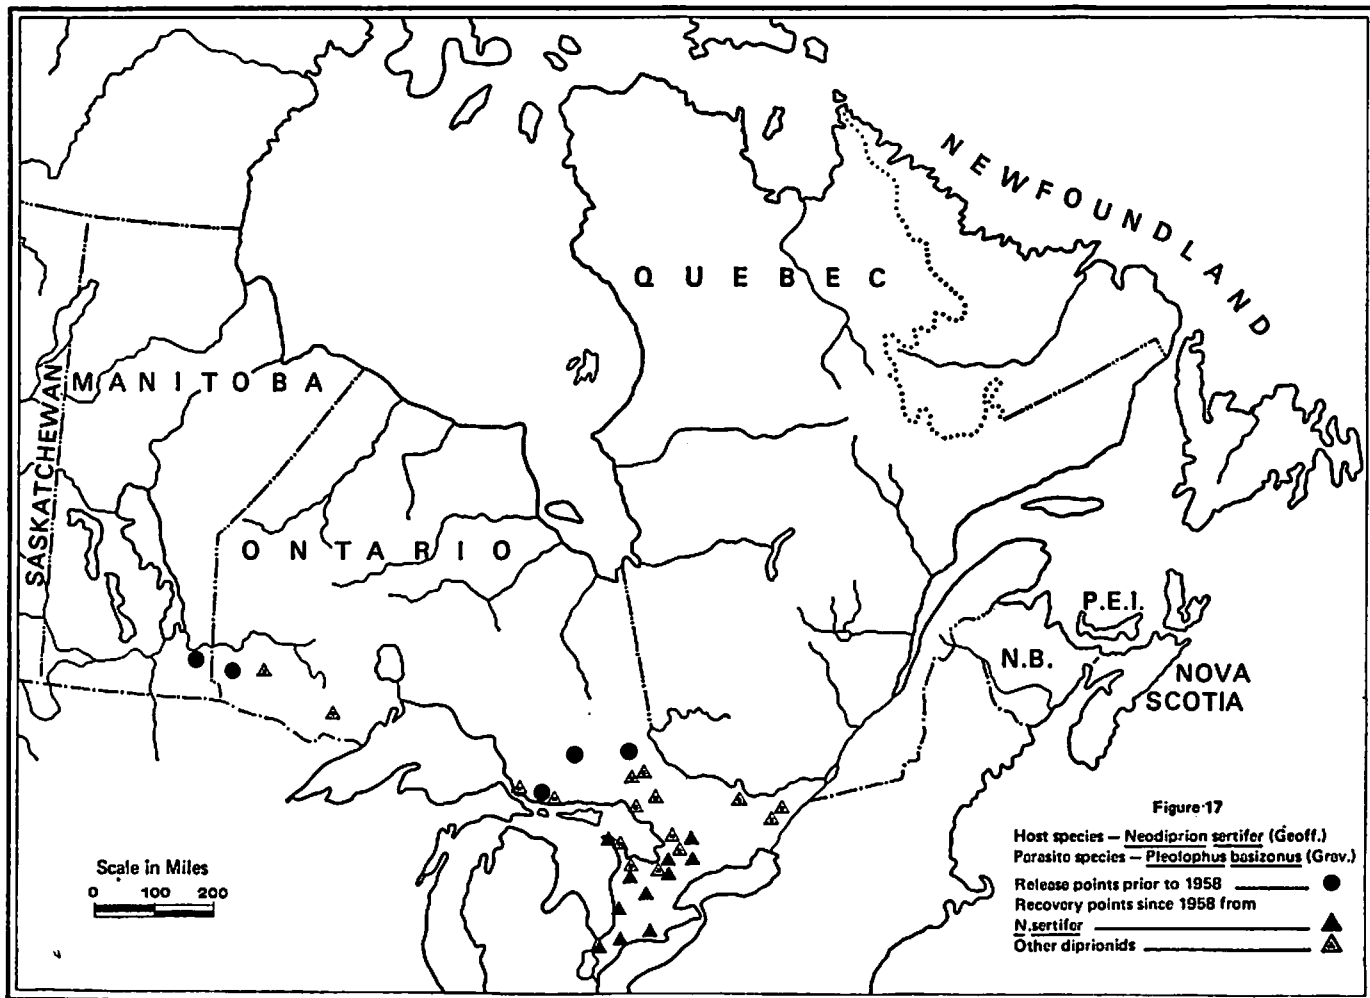 NEWFOUNDLAND
QUEBEC
MANITOBA
SASKATCHEWAN
ONTARIO
P.E.I.
N.B.
NOVA
SCOTIA
Scale in Miles
0 100 200
Figure 17
Host species — Neodiprion sertifer (Geoff.)
Parasite species — Pleolophus basizonus (Grav.)
Release points prior to 1958
Recovery points since 1958 from
N. sertifer
Other diprionids